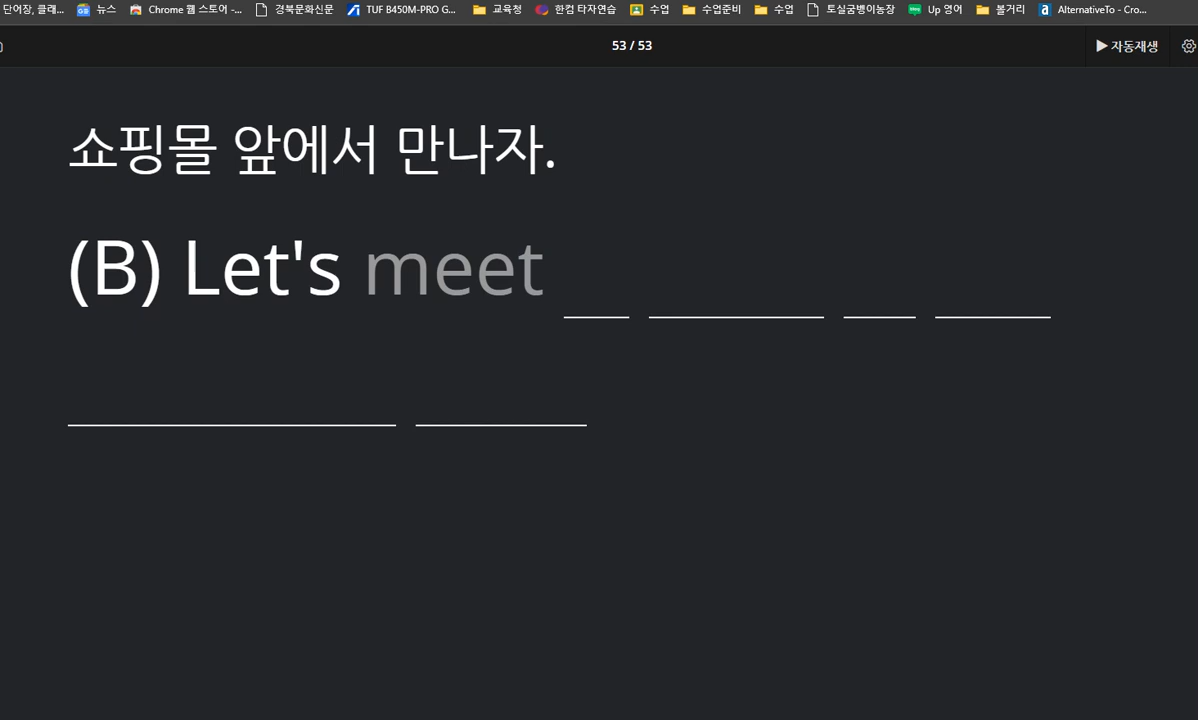 단어장, 클래... 뉴스 Chrome 웹 스토어 -... 경북문화신문 TUF B450M-PRO G... 교육청 한컴 타자연습 수업 수업준비 수업 토실굼벵이농장 Up 영어 볼거리 AlternativeTo - Cro...
53 / 53 ▶ 자동재생
쇼핑몰 앞에서 만나자.
(B) Let's meet